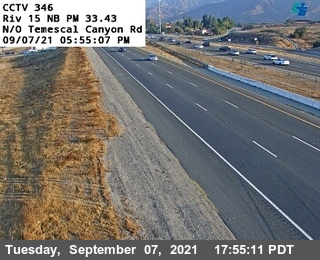 CCTV 346
Riv 15 NB PM 33.43
N/O Temescal Canyon Rd
09/07/21 05:55:07 PM
Tuesday, September 07, 2021 17:55:11 PDT